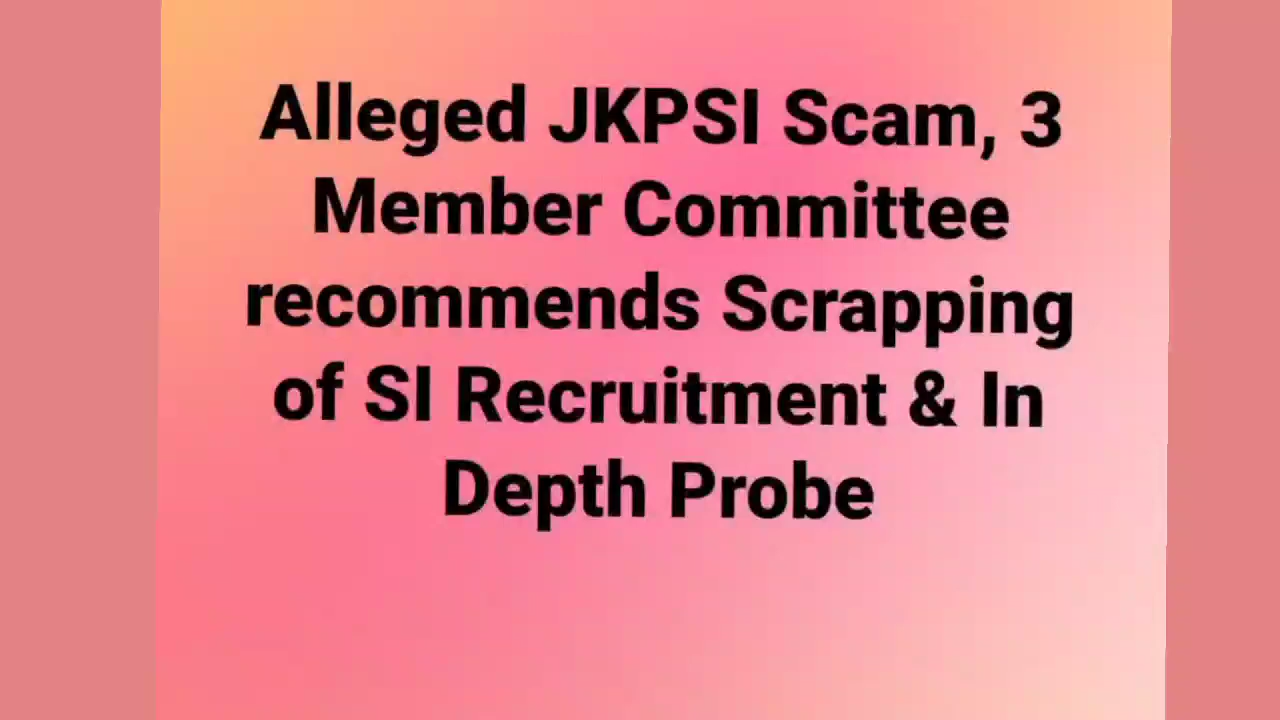 Alleged JKPSI Scam, 3
Member Committee
recommends Scrapping
of SI Recruitment & In
Depth Probe